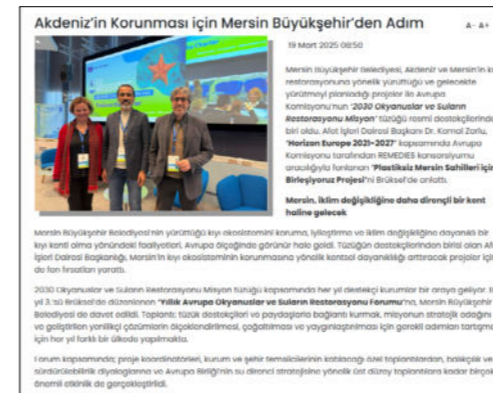 Akdeniz'in Korunması için Mersin Büyükşehir'den Adım
A- A+
19 Mart 2025 08:50
Mersin Büyükşehir Belediyesi, Akdeniz ve Mersin'in kı
restorasyonuna yönelik yürüttüğü ve gelecekte
yürütmeyi planladığı projeler ile Avrupa
Komisyonu'nun '2030 Okyanuslar ve Suların
Restorasyonu Misyon' tüzüğü resmi destekçilerinde
biri oldu. Afet İşleri Dairesi Başkanı Dr. Kemal Zorlu,
'Horizon Europe 2021-2027' kapsamında Avrupa
Komisyonu tarafından REMEDIES konsorsiyumu
aracılığıyla fonlanan 'Plastiksiz Mersin Sahilleri için
Birleşiyoruz Projesi'ni Brüksel'de anlattı.
Mersin, iklim değişikliğine daha dirençli bir kent
haline gelecek
Mersin Büyükşehir Belediyesi'nin yürüttüğü kıyı ekosistemini koruma, iyileştirme ve iklim değişikliğine dayanıklı bir
kıyı kenti olma yönündeki faaliyetleri, Avrupa ölçeğinde görünür hale geldi. Tüzüğün destekçilerinden birisi olan Af
İşleri Dairesi Başkanlığı, Mersin'in kıyı ekosisteminin korunmasına yönelik kentsel dayanıklılığı arttıracak projeler içi
de fon fırsatları yarattı.
2030 Okyanuslar ve Suların Restorasyonu Misyon tüzüğü kapsamında her yıl destekçi kurumlar bir araya geliyor. B
yıl 3.'sü Brüksel'de düzenlenen 'Yıllık Avrupa Okyanuslar ve Suların Restorasyonu Forumu'na, Mersin Büyükşehir
Belediyesi de davet edildi. Toplantı; tüzük destekçileri ve paydaşlarla bağlantı kurmak, misyonun stratejik odağını
ve geliştirilen yenilikçi çözümlerin ölçeklendirilmesi, çoğaltılması ve yaygınlaştırılması için gerekli adımları tartışma
için her yıl farklı bir ülkede yapılmakta.
Forum kapsamında; proje koordinatörleri, kurum ve şehir temsilcilerinin katılacağı özel toplantılardan, balıkçılık ve
sürdürülebilirlik diyaloglarına ve Avrupa Birliği'nin su direnci stratejisine yönelik üst düzey toplantılara kadar birçok
önemli etkinlik de gerçekleştirildi.